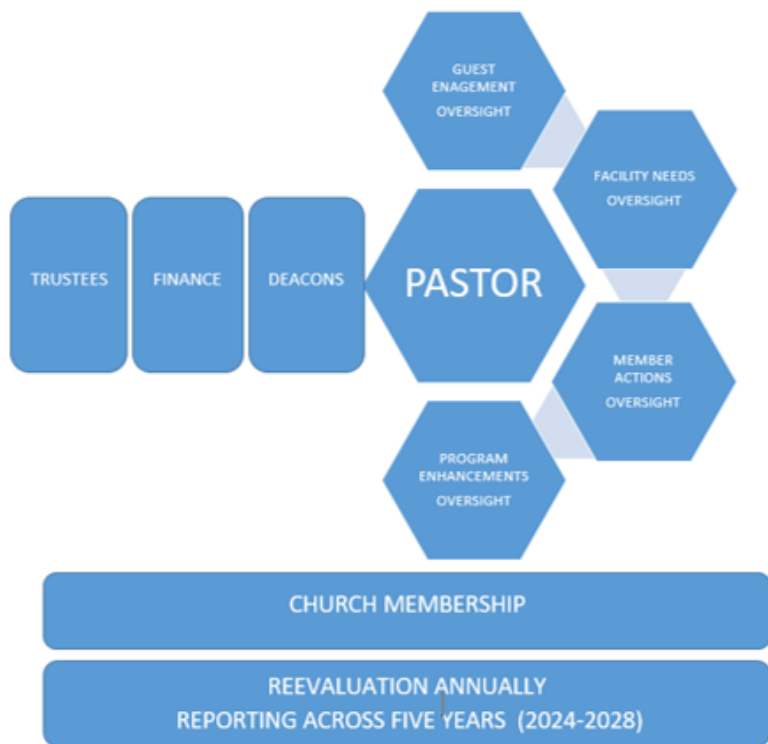 GUEST
ENAGEMENT
OVERSIGHT
FACILITY NEEDS
OVERSIGHT
TRUSTEES
FINANCE
DEACONS
PASTOR
MEMBER
ACTIONS
OVERSIGHT
PROGRAM
ENHANCEMENTS
OVERSIGHT
CHURCH MEMBERSHIP
REEVALUATION ANNUALLY
REPORTING ACROSS FIVE YEARS (2024-2028)